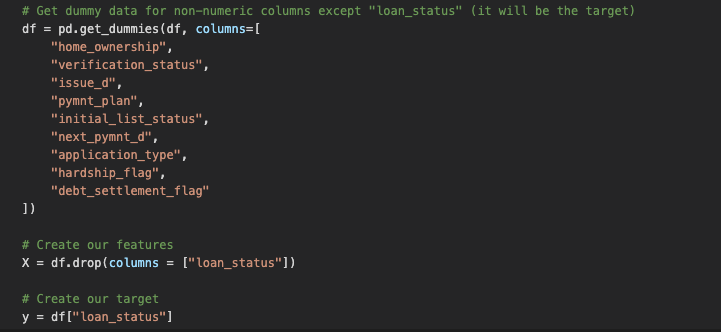 # Get dummy data for non-numeric columns except "loan_status" (it will be the target)
df = pd.get_dummies(df, columns=[
    "home_ownership",
    "verification_status",
    "issue_d",
    "pymnt_plan",
    "initial_list_status",
    "next_pymnt_d",
    "application_type",
    "hardship_flag",
    "debt_settlement_flag"
])

# Create our features
X = df.drop(columns = ["loan_status"])

# Create our target
y = df["loan_status"]